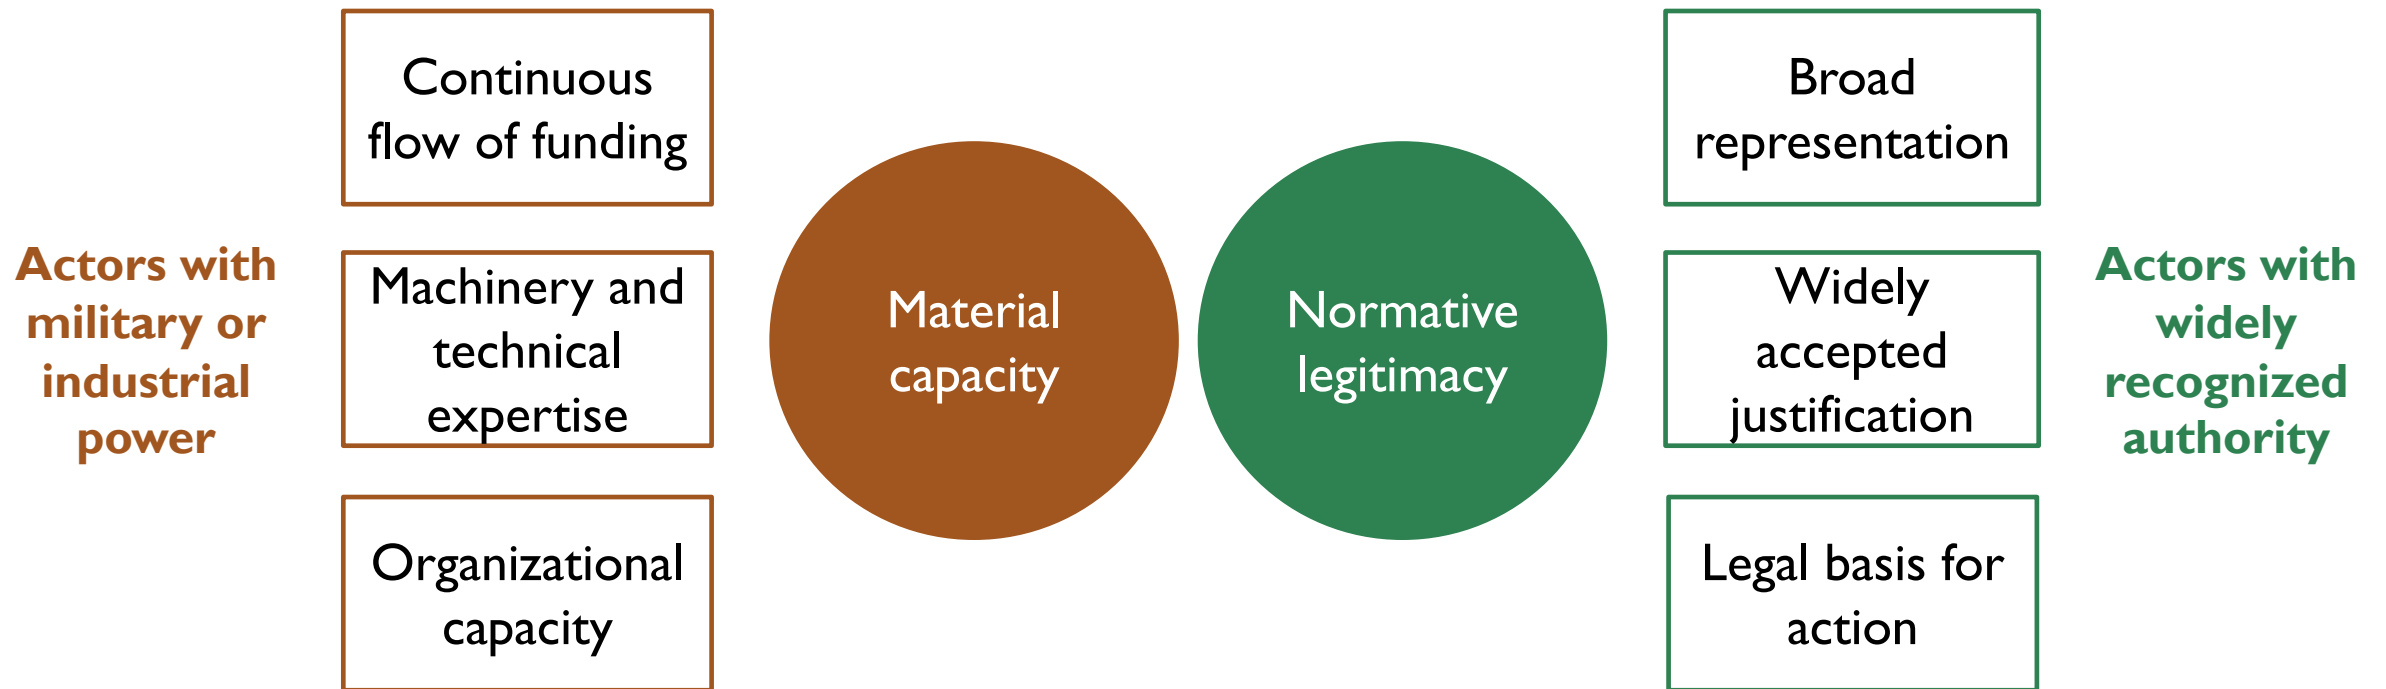 Actors with
military or
industrial
power
Continuous
flow of funding
Machinery and
technical
expertise
Organizational
capacity
Material
capacity
Normative
legitimacy
Broad
representation
Widely
accepted
justification
Legal basis for
action
Actors with
widely
recognized
authority